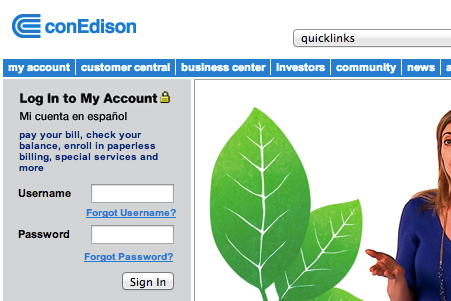 conEdison
quicklinks
my account customer central business center investors community news a
Log In to My Account
Mi cuenta en español
pay your bill, check your
balance, enroll in paperless
billing, special services and
more
Username
Forgot Username?
Password
Forgot Password?
Sign In